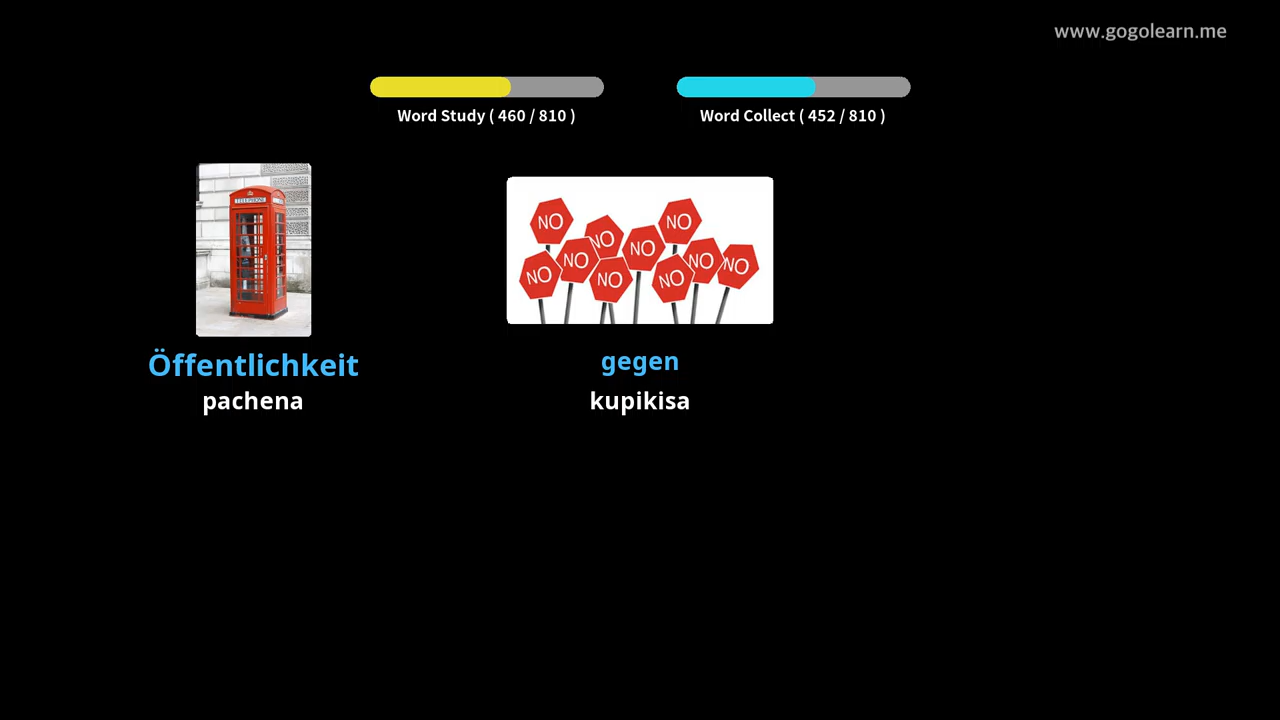 www.gogolearn.me
Word Study ( 460 / 810 )
Word Collect ( 452 / 810 )
TELEPHONE
NO
NO
NO
NO
NO
NO
NO
NO
NO
NO
Öffentlichkeit
gegen
pachena
kupikisa